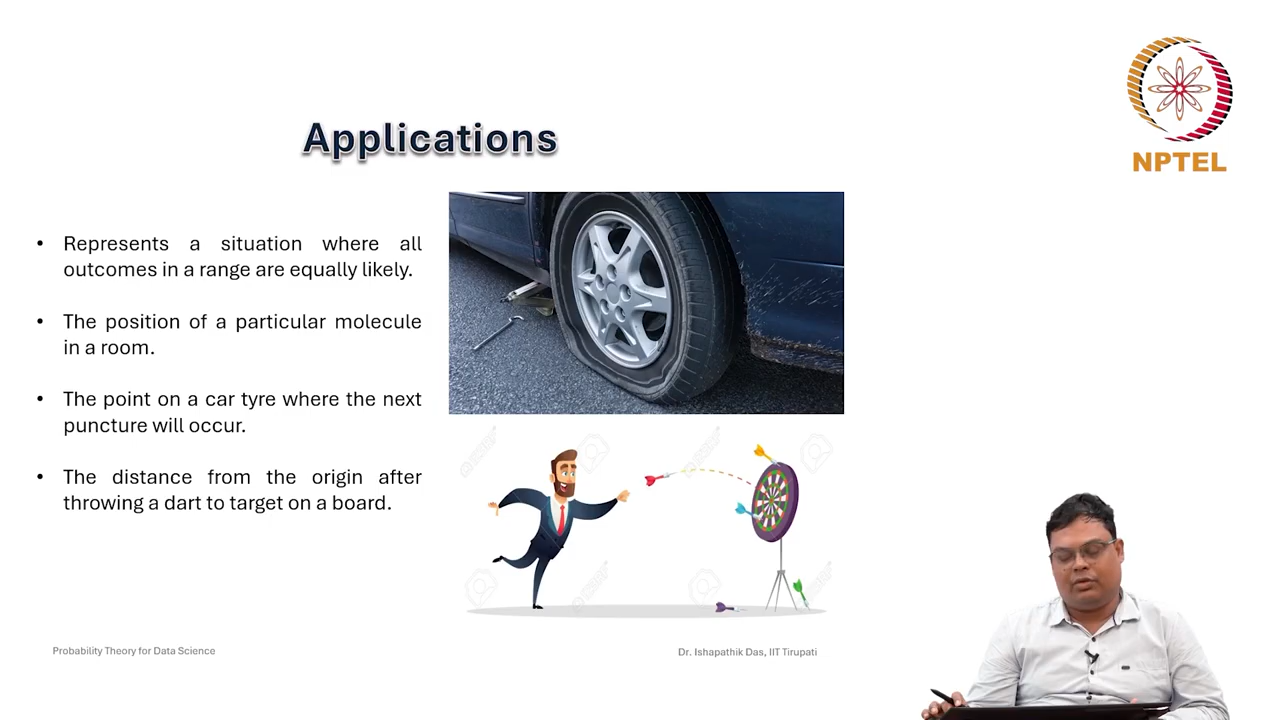 Applications
NPTEL
• Represents a situation where all
outcomes in a range are equally likely.
• The position of a particular molecule
in a room.
• The point on a car tyre where the next
puncture will occur.
• The distance from the origin after
throwing a dart to target on a board.
Probability Theory for Data Science
Dr. Ishapathik Das, IIT Tirupati